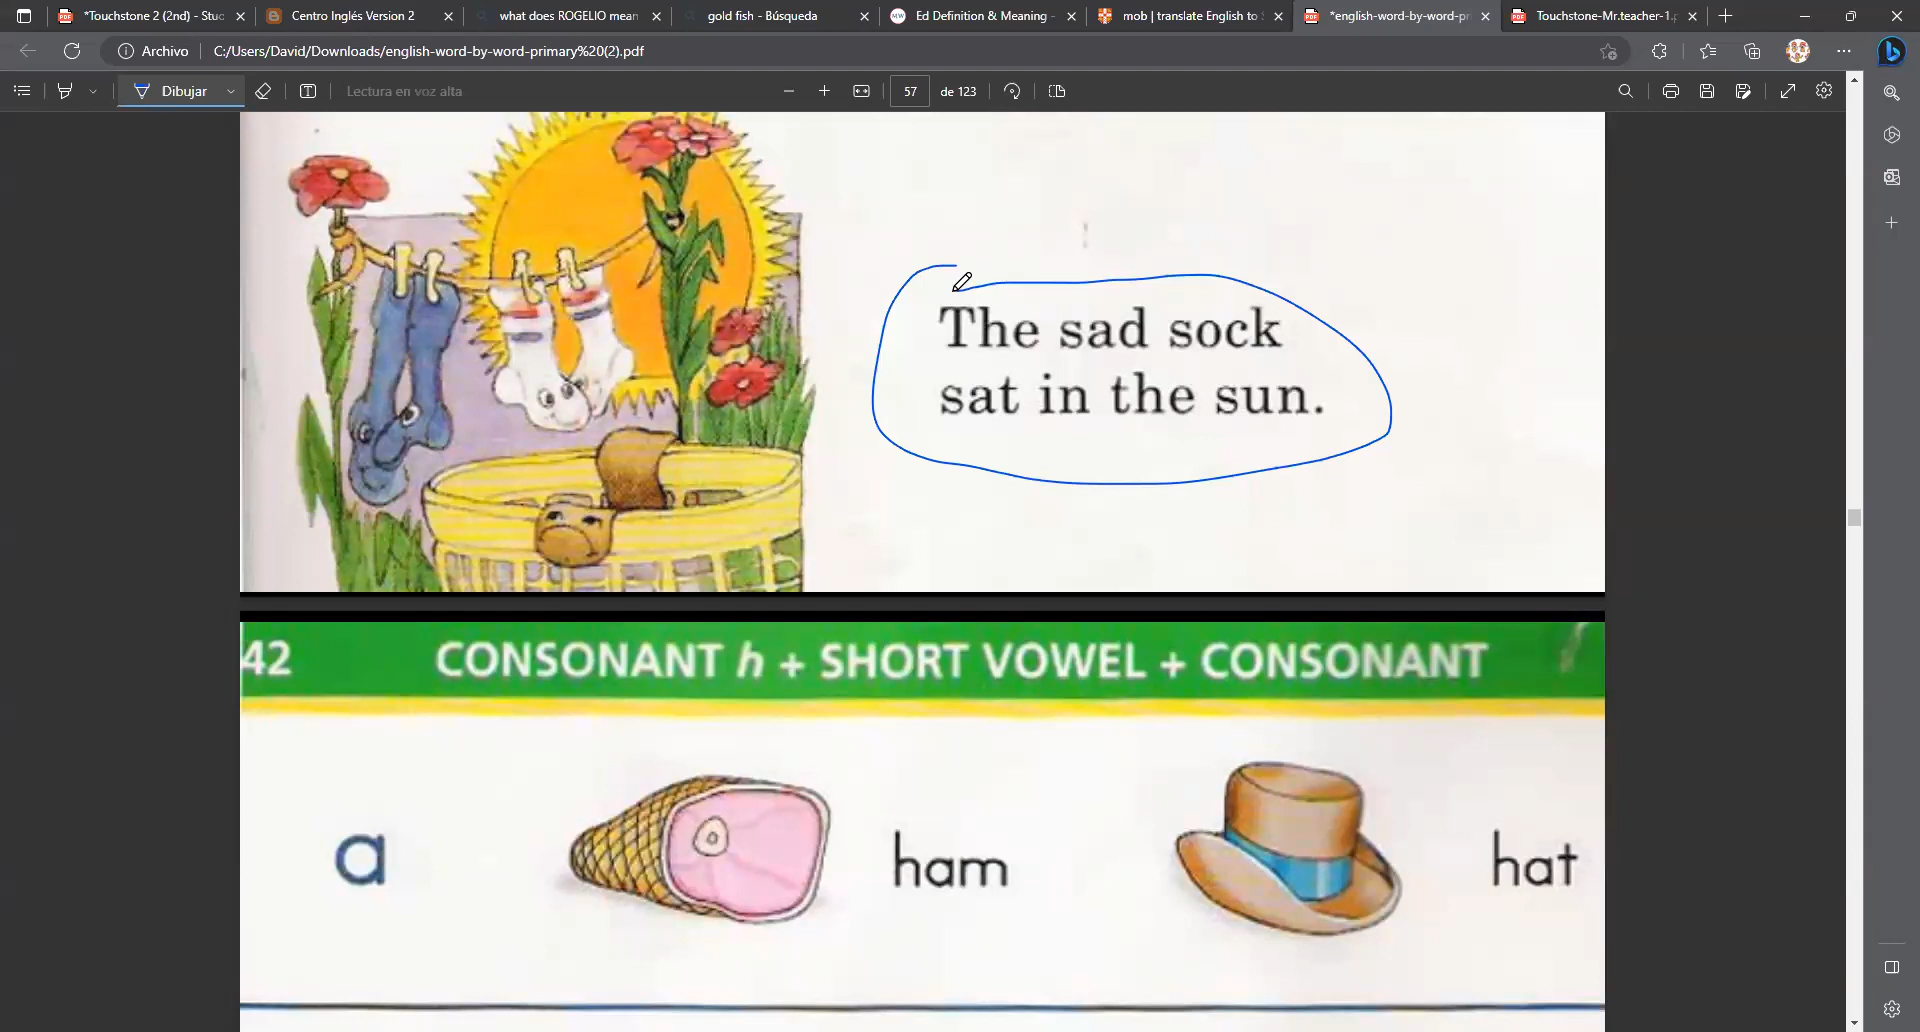 *Touchstone 2 (2nd) - Stuc
Centro Inglés Version 2
what does ROGELIO mean
gold fish - Búsqueda
Ed Definition & Meaning -
mob | translate English to S
*english-word-by-word-pr
Touchstone-Mr.teacher-1.p
Archivo
C:/Users/David/Downloads/english-word-by-word-primary%20(2).pdf
Dibujar
Lectura en voz alta
57
de 123
The sad sock
sat in the sun.
42 CONSONANT h + SHORT VOWEL + CONSONANT
a ham hat